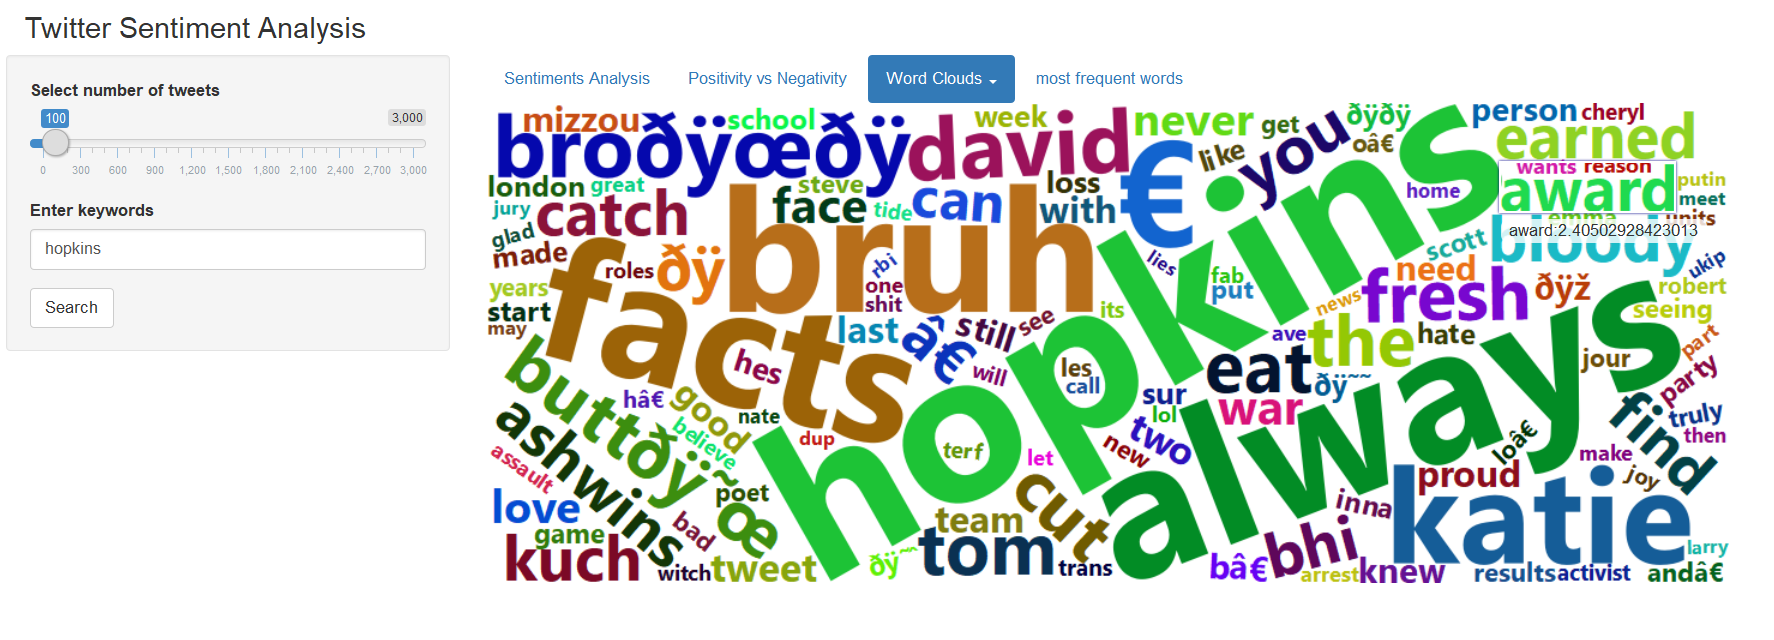 Twitter Sentiment Analysis
Select number of tweets
100
3,000
0 300 600 900 1,200 1,500 1,800 2,100 2,400 2,700 3,000
Enter keywords
hopkins
Search
Sentiments Analysis Positivity vs Negativity Word Clouds most frequent words
mizzou school week never get ðÿðÿ person cheryl
broðÿœðÿ david like you oâ€ earned
london great steve loss € home wants reason putin
jury catch face tide can with award meet
glad emma units
award:2.40502928423013
made roles ðÿ bruh rbi lies hopkins scott bloody ukip
years facts one fab need fresh ðÿž robert
start shit put news seeing
may last â€ still see its ave the hate part
buttðÿ˜œ hes will les eat ðÿ˜˜ jour party
hâ€ good nate call sur war always find truly
ashwins believe dup terf let lol two new loâ€ then
assault poet cut proud make joy
love bad team inna katie
game kuch witch tweet ðÿ˜˜ tom trans bâ€ bhi larry
arrest knew results activist andâ€